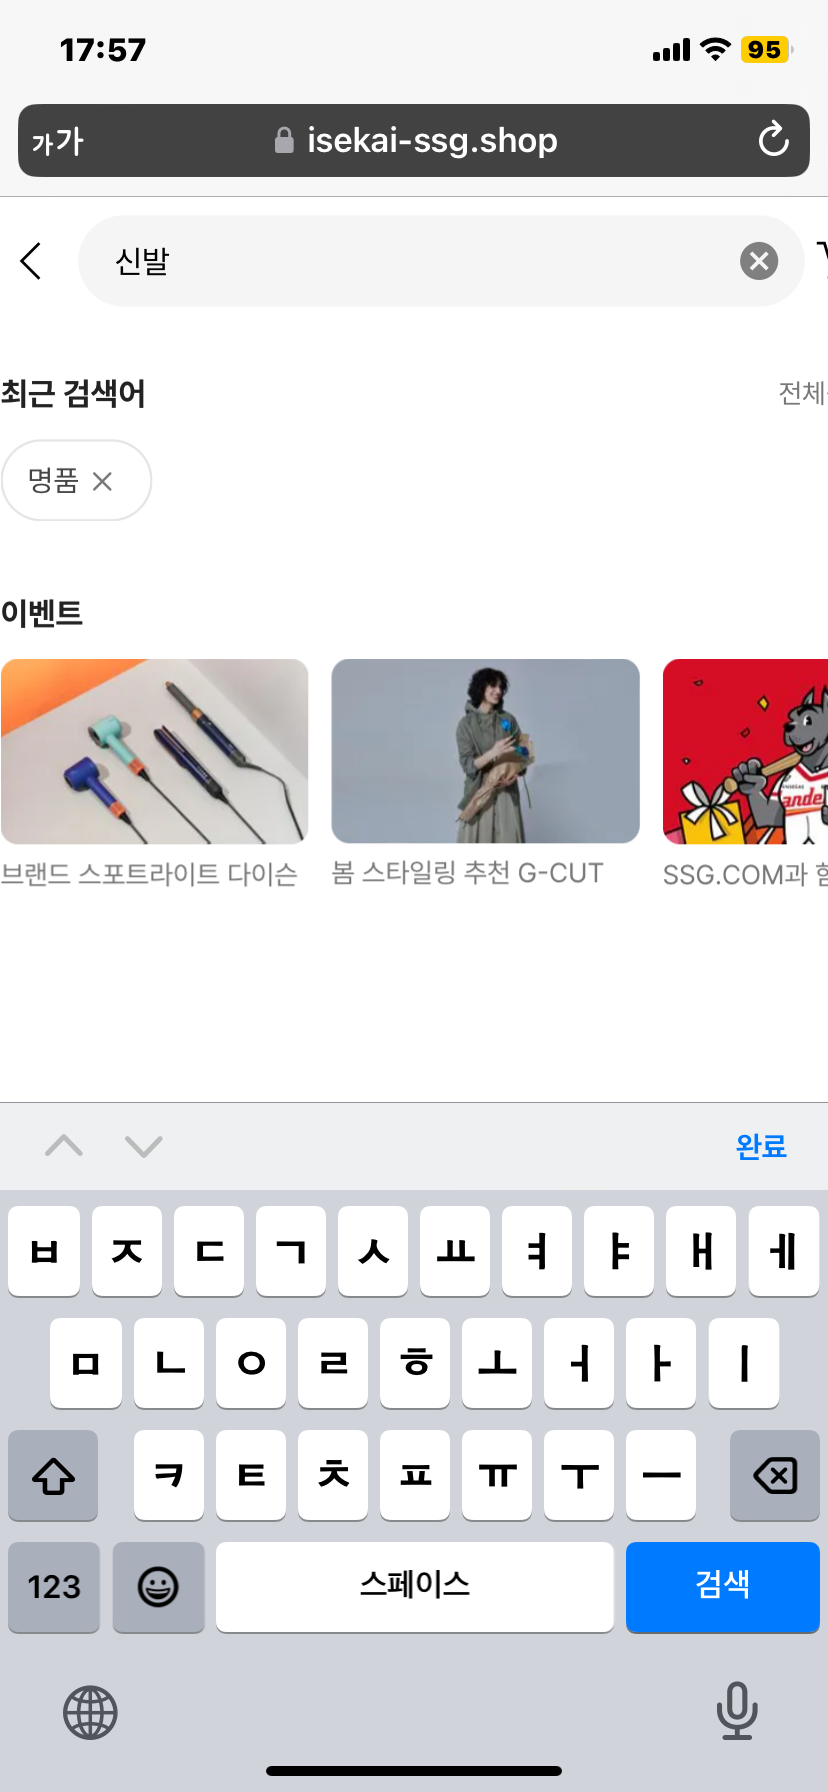 17:57
95
가가
isekai-ssg.shop
신발
최근 검색어
전체
명품
이벤트
브랜드 스포트라이트 다이슨
봄 스타일링 추천 G-CUT
SSG.COM과 함
완료
ㅂ ㅈ ㄷ ㄱ ㅅ ㅛ ㅕ ㅑ ㅐ ㅔ
ㅁ ㄴ ㅇ ㄹ ㅎ ㅗ ㅓ ㅏ ㅣ
ㅋ ㅌ ㅊ ㅍ ㅠ ㅜ ㅡ
123
스페이스
검색